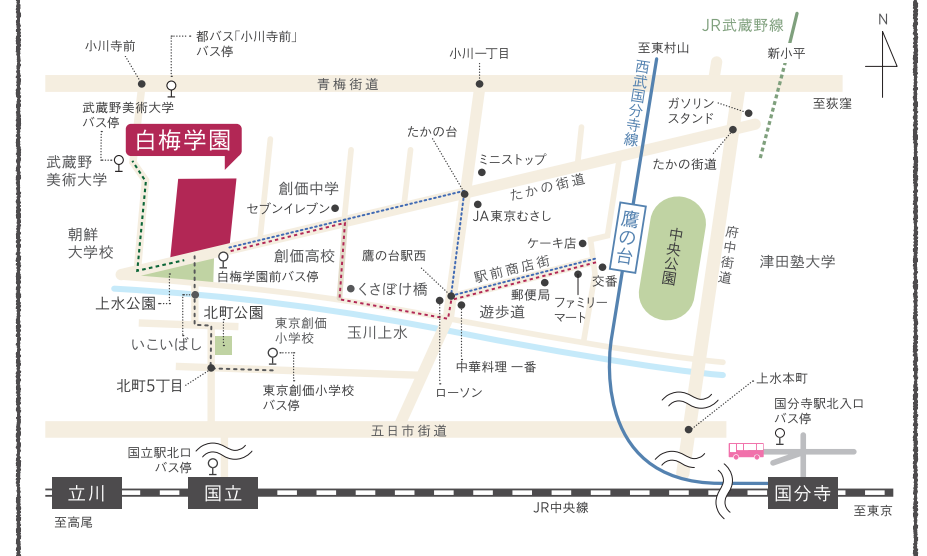 N
JR武蔵野線
新小平
都バス「小川寺前」
バス停
小川寺前
小川一丁目
至東村山
西武国分寺線
青梅街道
至荻窪
ガソリン
スタンド
武蔵野美術大学
バス停
白梅学園
たかの台
ミニストップ
たかの街道
武蔵野
美術大学
たかの街道
創価中学
セブンイレブン
JA東京むさし
鷹の台
中央公園
府中街道
朝鮮
大学校
創価高校
鷹の台駅西
ケーキ店
津田塾大学
白梅学園前バス停
駅前商店街
交番
くさぼけ橋
郵便局
ファミリー
マート
上水公園
北町公園
遊歩道
東京創価
小学校
玉川上水
いこいばし
中華料理 一番
北町5丁目
東京創価小学校
バス停
ローソン
上水本町
国分寺駅北入口
バス停
五日市街道
国立駅北口
バス停
立川
国立
国分寺
JR中央線
至高尾
至東京